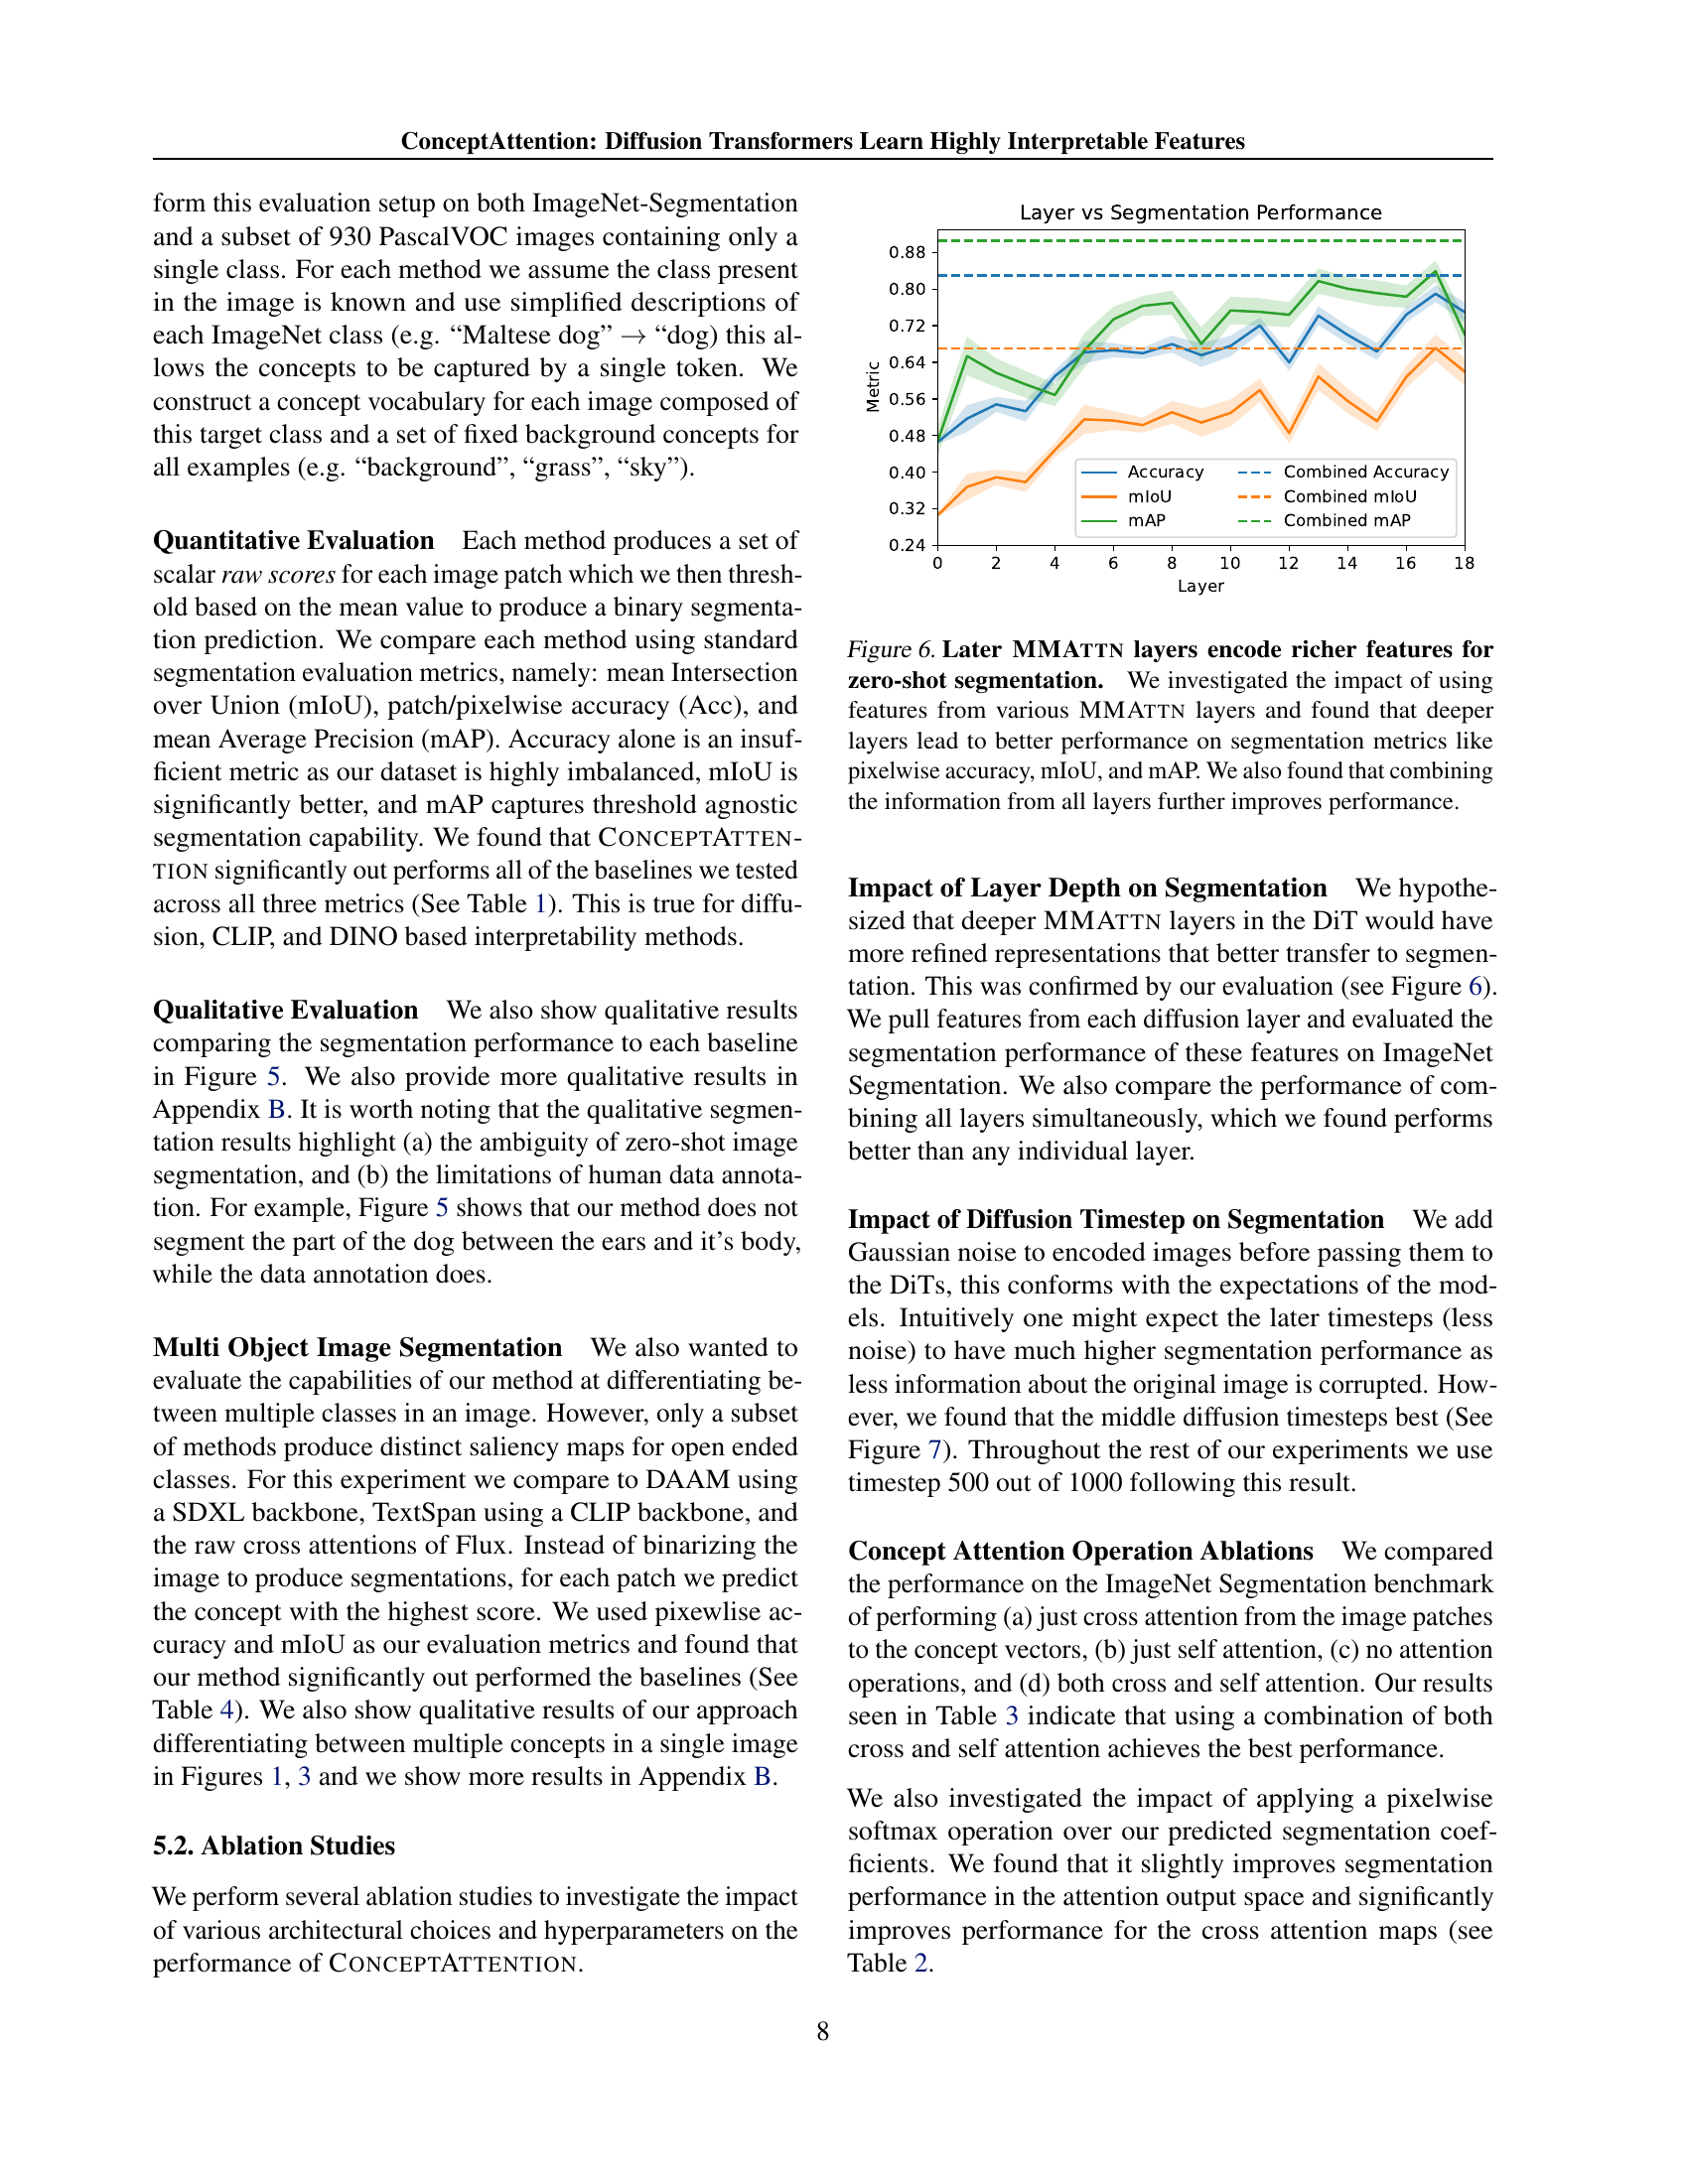 ConceptAttention: Diffusion Transformers Learn Highly Interpretable Features
form this evaluation setup on both ImageNet-Segmentation
and a subset of 930 PascalVOC images containing only a
single class. For each method we assume the class present
in the image is known and use simplified descriptions of
each ImageNet class (e.g. “Maltese dog” → “dog) this al-
lows the concepts to be captured by a single token. We
construct a concept vocabulary for each image composed of
this target class and a set of fixed background concepts for
all examples (e.g. “background”, “grass”, “sky”).
Quantitative Evaluation Each method produces a set of
scalar raw scores for each image patch which we then thresh-
old based on the mean value to produce a binary segmenta-
tion prediction. We compare each method using standard
segmentation evaluation metrics, namely: mean Intersection
over Union (mIoU), patch/pixelwise accuracy (Acc), and
mean Average Precision (mAP). Accuracy alone is an insuf-
ficient metric as our dataset is highly imbalanced, mIoU is
significantly better, and mAP captures threshold agnostic
segmentation capability. We found that CONCEPTATTEN-
TION significantly out performs all of the baselines we tested
across all three metrics (See Table 1). This is true for diffu-
sion, CLIP, and DINO based interpretability methods.
Qualitative Evaluation We also show qualitative results
comparing the segmentation performance to each baseline
in Figure 5. We also provide more qualitative results in
Appendix B. It is worth noting that the qualitative segmen-
tation results highlight (a) the ambiguity of zero-shot image
segmentation, and (b) the limitations of human data annota-
tion. For example, Figure 5 shows that our method does not
segment the part of the dog between the ears and it’s body,
while the data annotation does.
Multi Object Image Segmentation We also wanted to
evaluate the capabilities of our method at differentiating be-
tween multiple classes in an image. However, only a subset
of methods produce distinct saliency maps for open ended
classes. For this experiment we compare to DAAM using
a SDXL backbone, TextSpan using a CLIP backbone, and
the raw cross attentions of Flux. Instead of binarizing the
image to produce segmentations, for each patch we predict
the concept with the highest score. We used pixewlise ac-
curacy and mIoU as our evaluation metrics and found that
our method significantly out performed the baselines (See
Table 4). We also show qualitative results of our approach
differentiating between multiple concepts in a single image
in Figures 1, 3 and we show more results in Appendix B.
5.2. Ablation Studies
We perform several ablation studies to investigate the impact
of various architectural choices and hyperparameters on the
performance of CONCEPTATTENTION.
Layer vs Segmentation Performance
0.88
0.80
0.72
0.64
0.56
0.48
0.40
0.32
0.24
Metric
Accuracy
mIoU
mAP
Combined Accuracy
Combined mIoU
Combined mAP
0 2 4 6 8 10 12 14 16 18
Layer
Figure 6. Later MMATTN layers encode richer features for
zero-shot segmentation. We investigated the impact of using
features from various MMATTN layers and found that deeper
layers lead to better performance on segmentation metrics like
pixelwise accuracy, mIoU, and mAP. We also found that combining
the information from all layers further improves performance.
Impact of Layer Depth on Segmentation We hypothe-
sized that deeper MMATTN layers in the DiT would have
more refined representations that better transfer to segmen-
tation. This was confirmed by our evaluation (see Figure 6).
We pull features from each diffusion layer and evaluated the
segmentation performance of these features on ImageNet
Segmentation. We also compare the performance of com-
bining all layers simultaneously, which we found performs
better than any individual layer.
Impact of Diffusion Timestep on Segmentation We add
Gaussian noise to encoded images before passing them to
the DiTs, this conforms with the expectations of the mod-
els. Intuitively one might expect the later timesteps (less
noise) to have much higher segmentation performance as
less information about the original image is corrupted. How-
ever, we found that the middle diffusion timesteps best (See
Figure 7). Throughout the rest of our experiments we use
timestep 500 out of 1000 following this result.
Concept Attention Operation Ablations We compared
the performance on the ImageNet Segmentation benchmark
of performing (a) just cross attention from the image patches
to the concept vectors, (b) just self attention, (c) no attention
operations, and (d) both cross and self attention. Our results
seen in Table 3 indicate that using a combination of both
cross and self attention achieves the best performance.
We also investigated the impact of applying a pixelwise
softmax operation over our predicted segmentation coef-
ficients. We found that it slightly improves segmentation
performance in the attention output space and significantly
improves performance for the cross attention maps (see
Table 2.
8